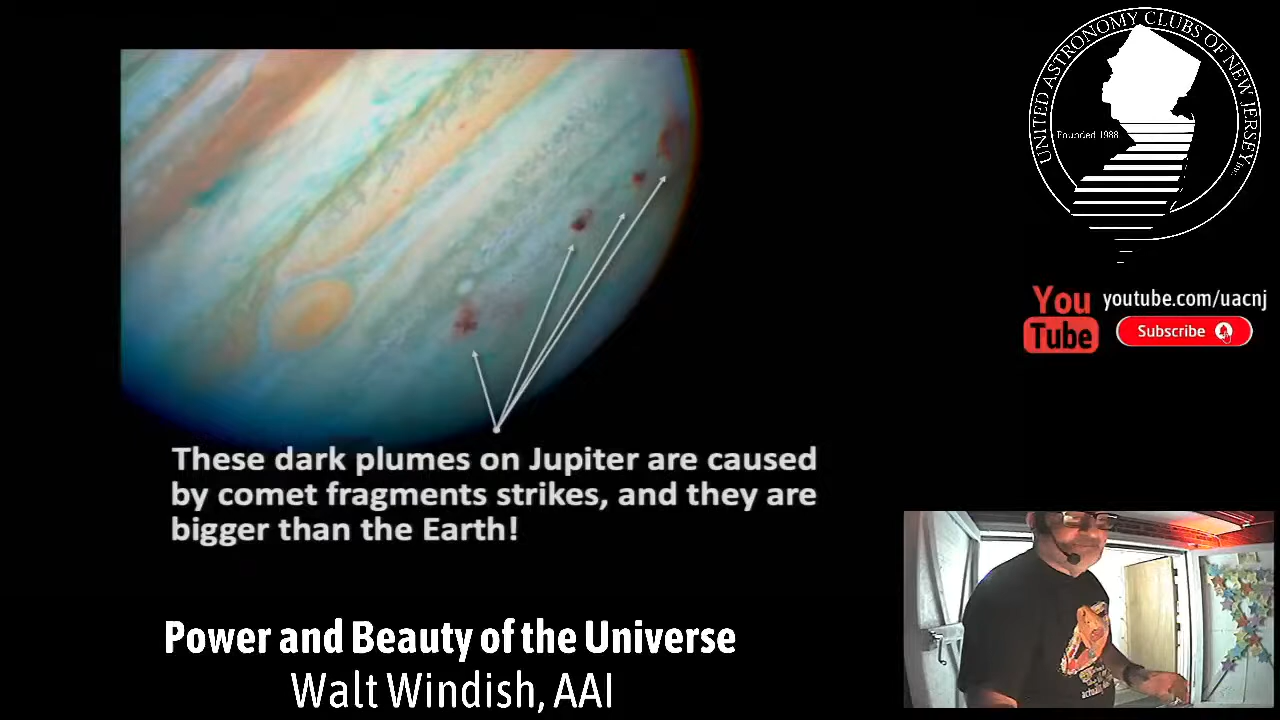 UNITED ASTRONOMY CLUBS OF NEW JERSEY Inc.
Founded 1988
You
Tube
youtube.com/uacnj
Subscribe
These dark plumes on Jupiter are caused
by comet fragments strikes, and they are
bigger than the Earth!
Power and Beauty of the Universe
Walt Windish, AAI
actually